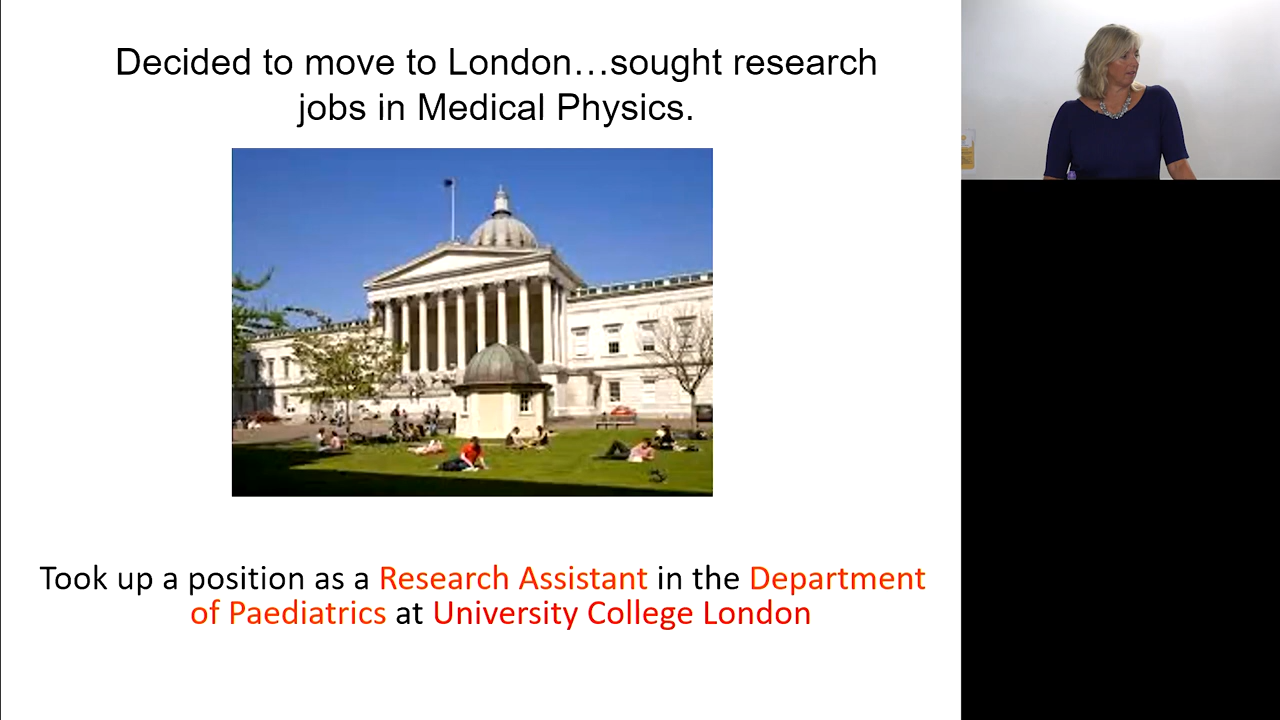 Decided to move to London…sought research
jobs in Medical Physics.
Took up a position as a Research Assistant in the Department
of Paediatrics at University College London